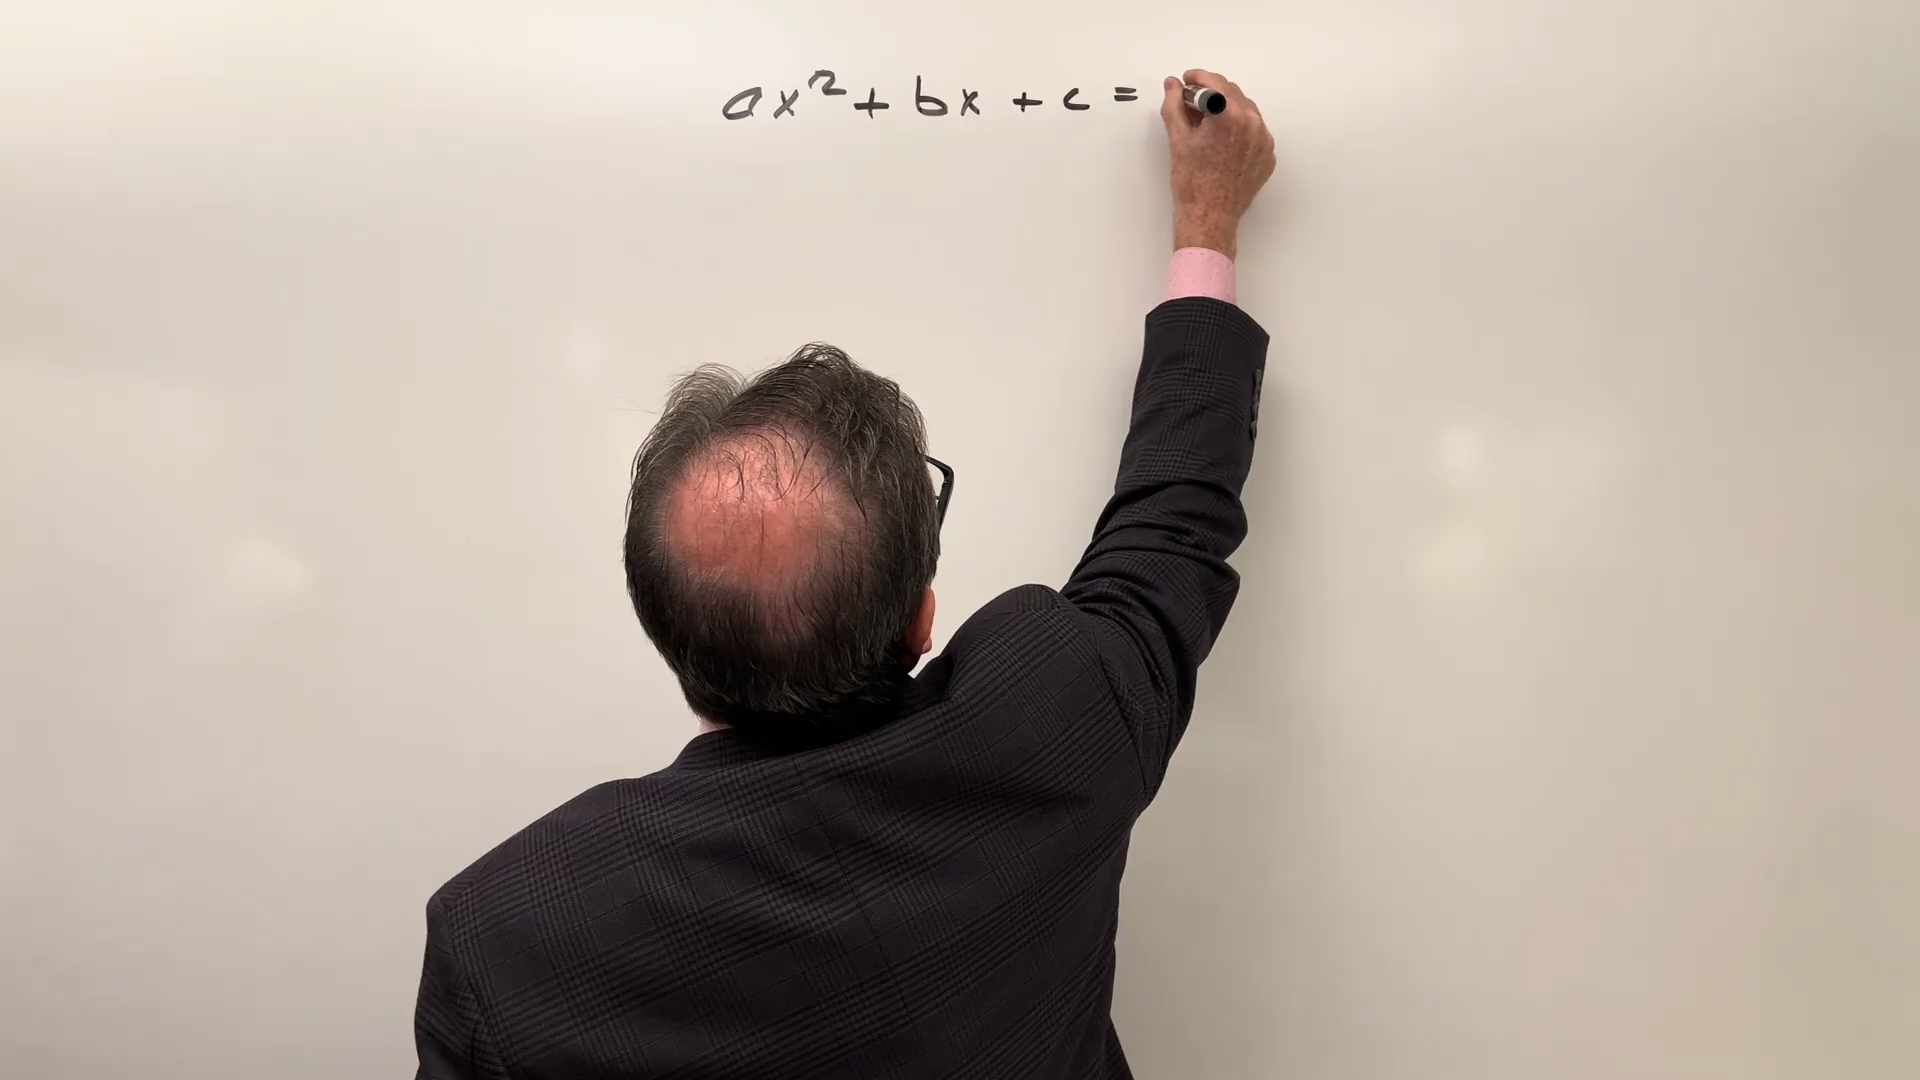 ax² + bx + c =